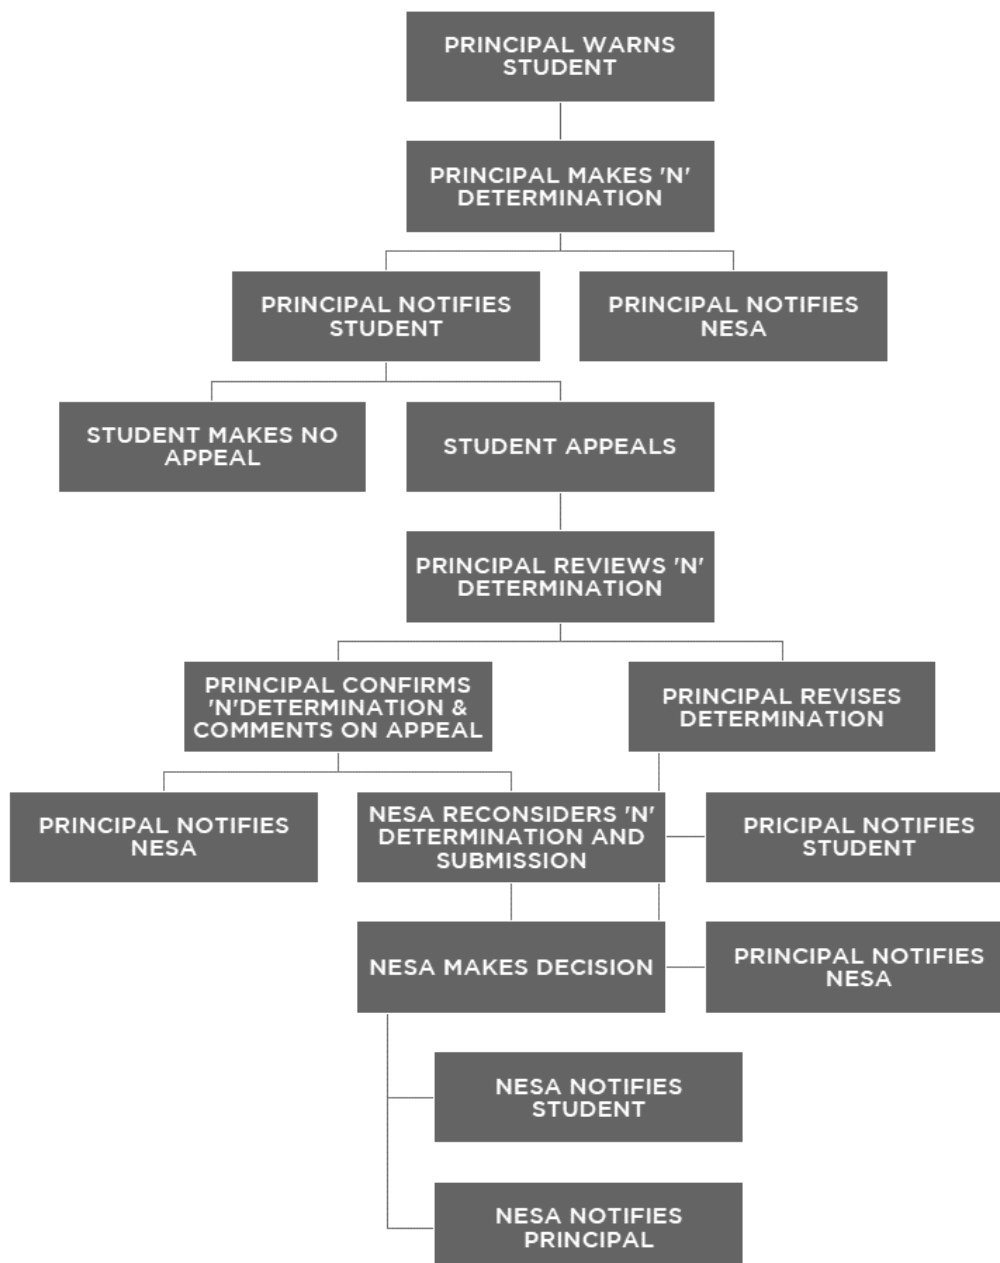 PRINCIPAL WARNS
STUDENT
PRINCIPAL MAKES 'N'
DETERMINATION
PRINCIPAL NOTIFIES
STUDENT
PRINCIPAL NOTIFIES
NESA
STUDENT MAKES NO
APPEAL
STUDENT APPEALS
PRINCIPAL REVIEWS 'N'
DETERMINATION
PRINCIPAL CONFIRMS
'N'DETERMINATION &
COMMENTS ON APPEAL
PRINCIPAL REVISES
DETERMINATION
PRINCIPAL NOTIFIES
NESA
NESA RECONSIDERS 'N'
DETERMINATION AND
SUBMISSION
PRICIPAL NOTIFIES
STUDENT
NESA MAKES DECISION
PRINCIPAL NOTIFIES
NESA
NESA NOTIFIES
STUDENT
NESA NOTIFIES
PRINCIPAL